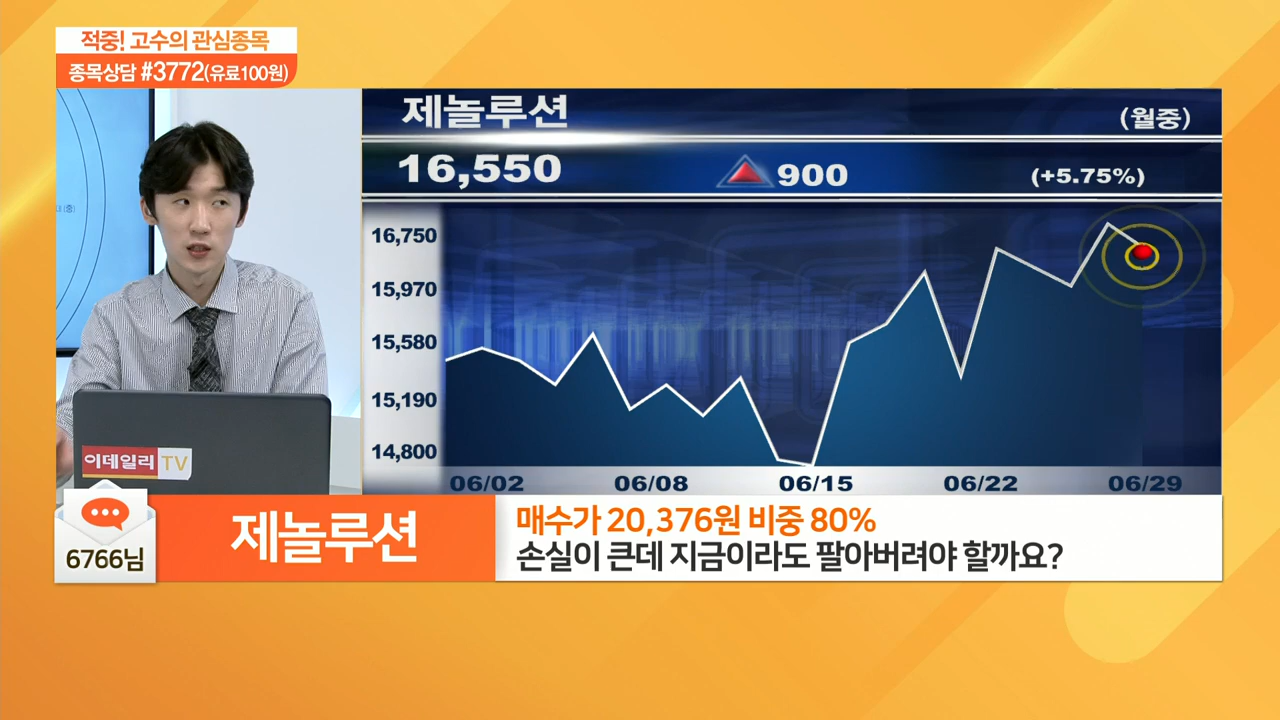 적중! 고수의 관심종목
종목상담 #3772(유료100원)
제놀루션
(월중)
16,550
900
(+5.75%)
16,750
15,970
15,580
15,190
14,800
06/02
06/08
06/15
06/22
06/29
이데일리 TV
6766님
제놀루션
매수가 20,376원 비중 80%
손실이 큰데 지금이라도 팔아버려야 할까요?